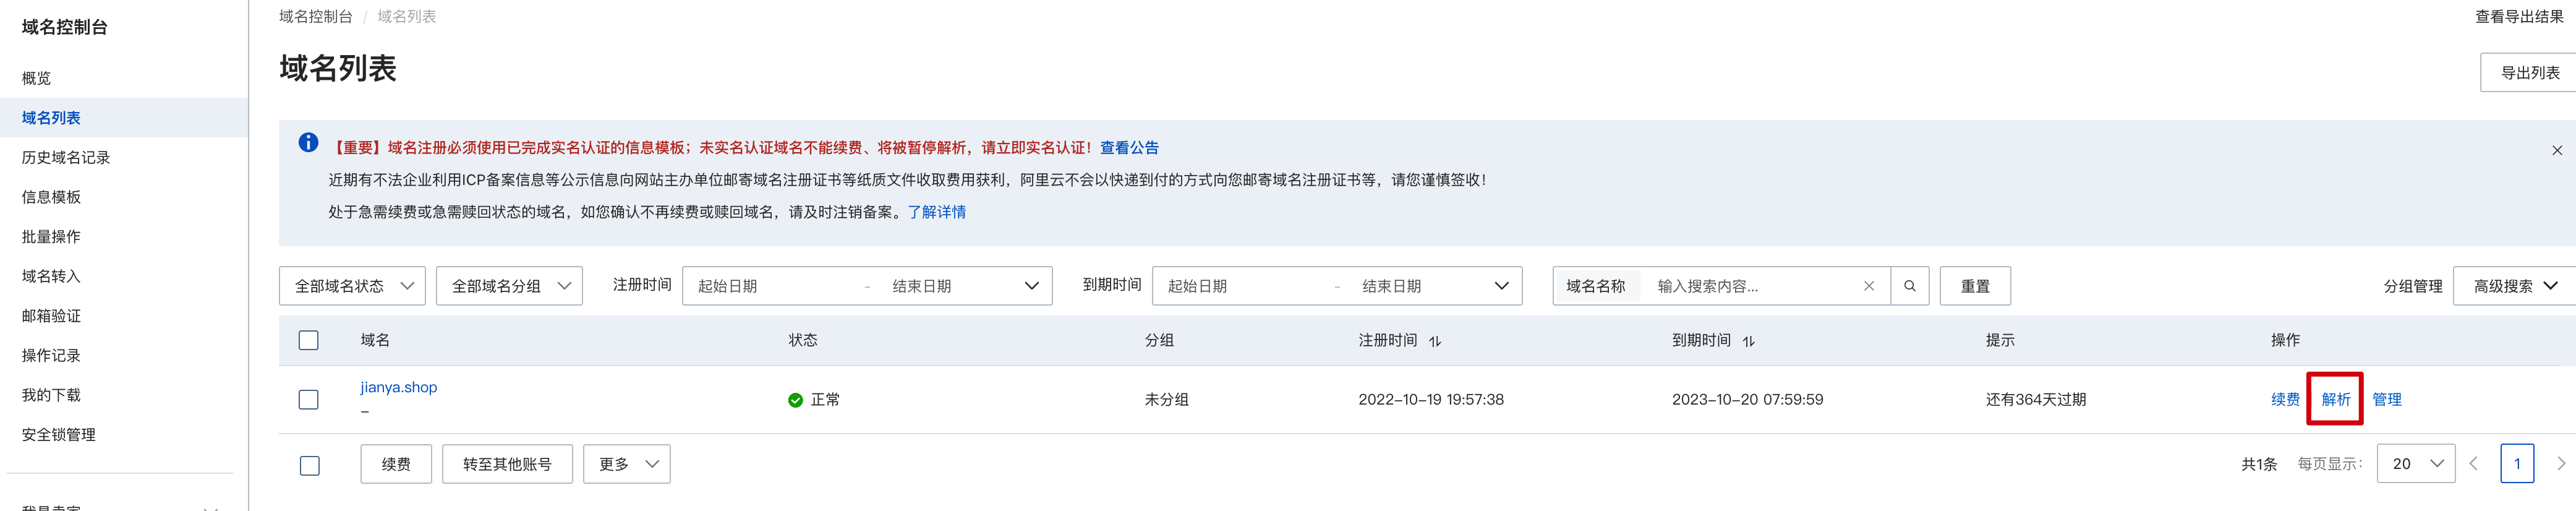 域名控制台
概览
域名列表
历史域名记录
信息模板
批量操作
域名转入
邮箱验证
操作记录
我的下载
安全锁管理
域名控制台 / 域名列表
查看导出结果
域名列表
导出列表
【重要】域名注册必须使用已完成实名认证的信息模板；未实名认证域名不能续费、将被暂停解析，请立即实名认证！查看公告
近期有不法企业利用ICP备案信息等公示信息向网站主办单位邮寄域名注册证书等纸质文件收取费用获利，阿里云不会以快递到付的方式向您邮寄域名注册证书等，请您谨慎签收！
处于急需续费或急需赎回状态的域名，如您确认不再续费或赎回域名，请及时注销备案。了解详情
全部域名状态 全部域名分组 注册时间 起始日期 - 结束日期 到期时间 起始日期 - 结束日期 域名名称 输入搜索内容... 重置 分组管理 高级搜索
域名 状态 分组 注册时间 到期时间 提示 操作
jianya.shop 正常 未分组 2022-10-19 19:57:38 2023-10-20 07:59:59 还有364天过期 续费 解析 管理
–
续费 转至其他账号 更多 共1条 每页显示： 20 1